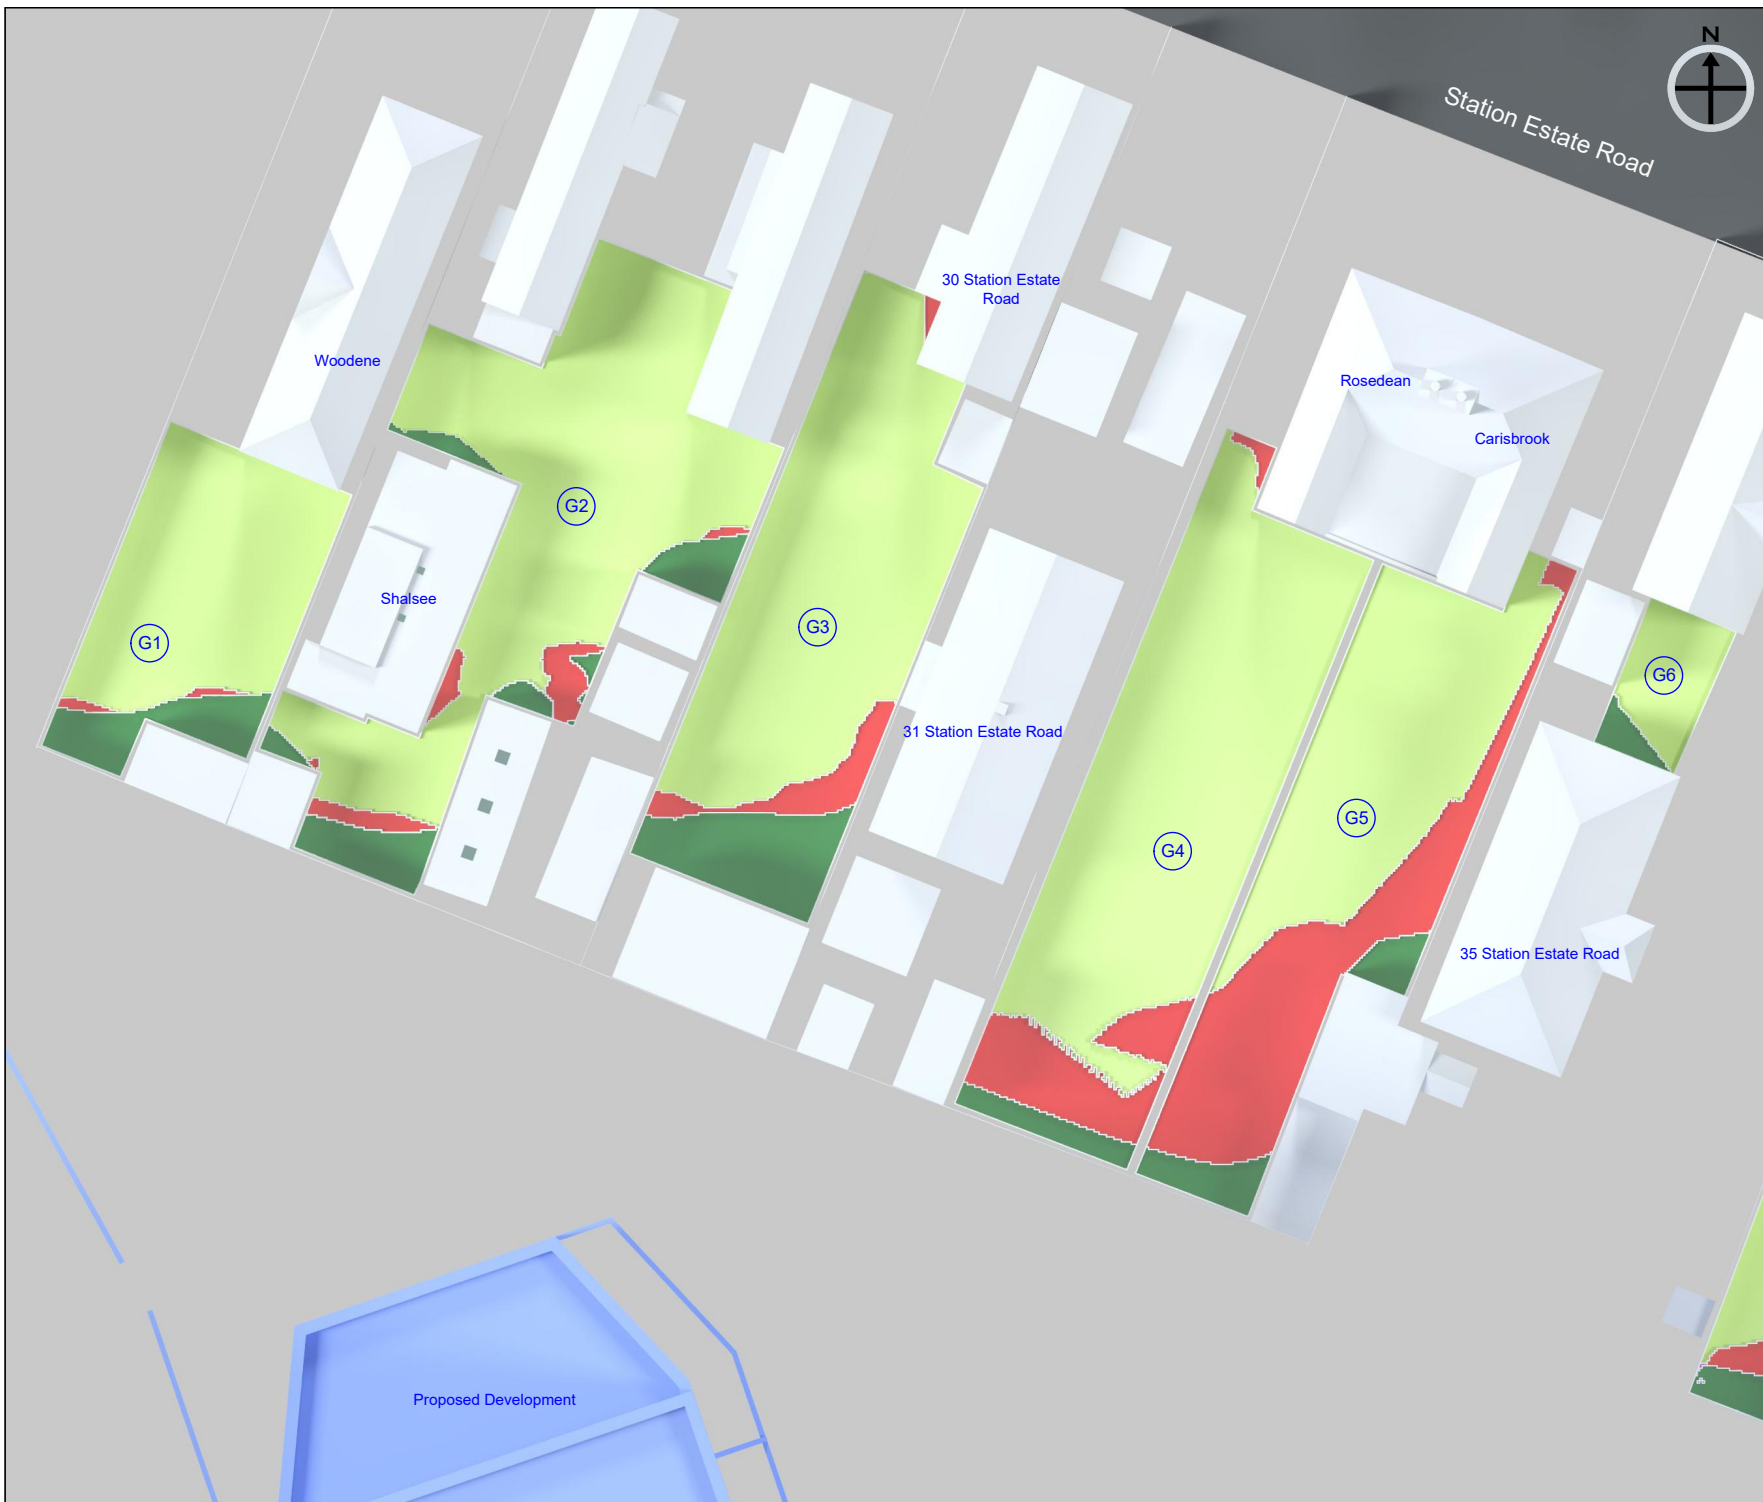 N
Station Estate Road
30 Station Estate
Road
Woodene
Rosedean
Carisbrook
G2
Shalsee
G3
G1
G6
31 Station Estate Road
G5
G4
35 Station Estate Road
Proposed Development